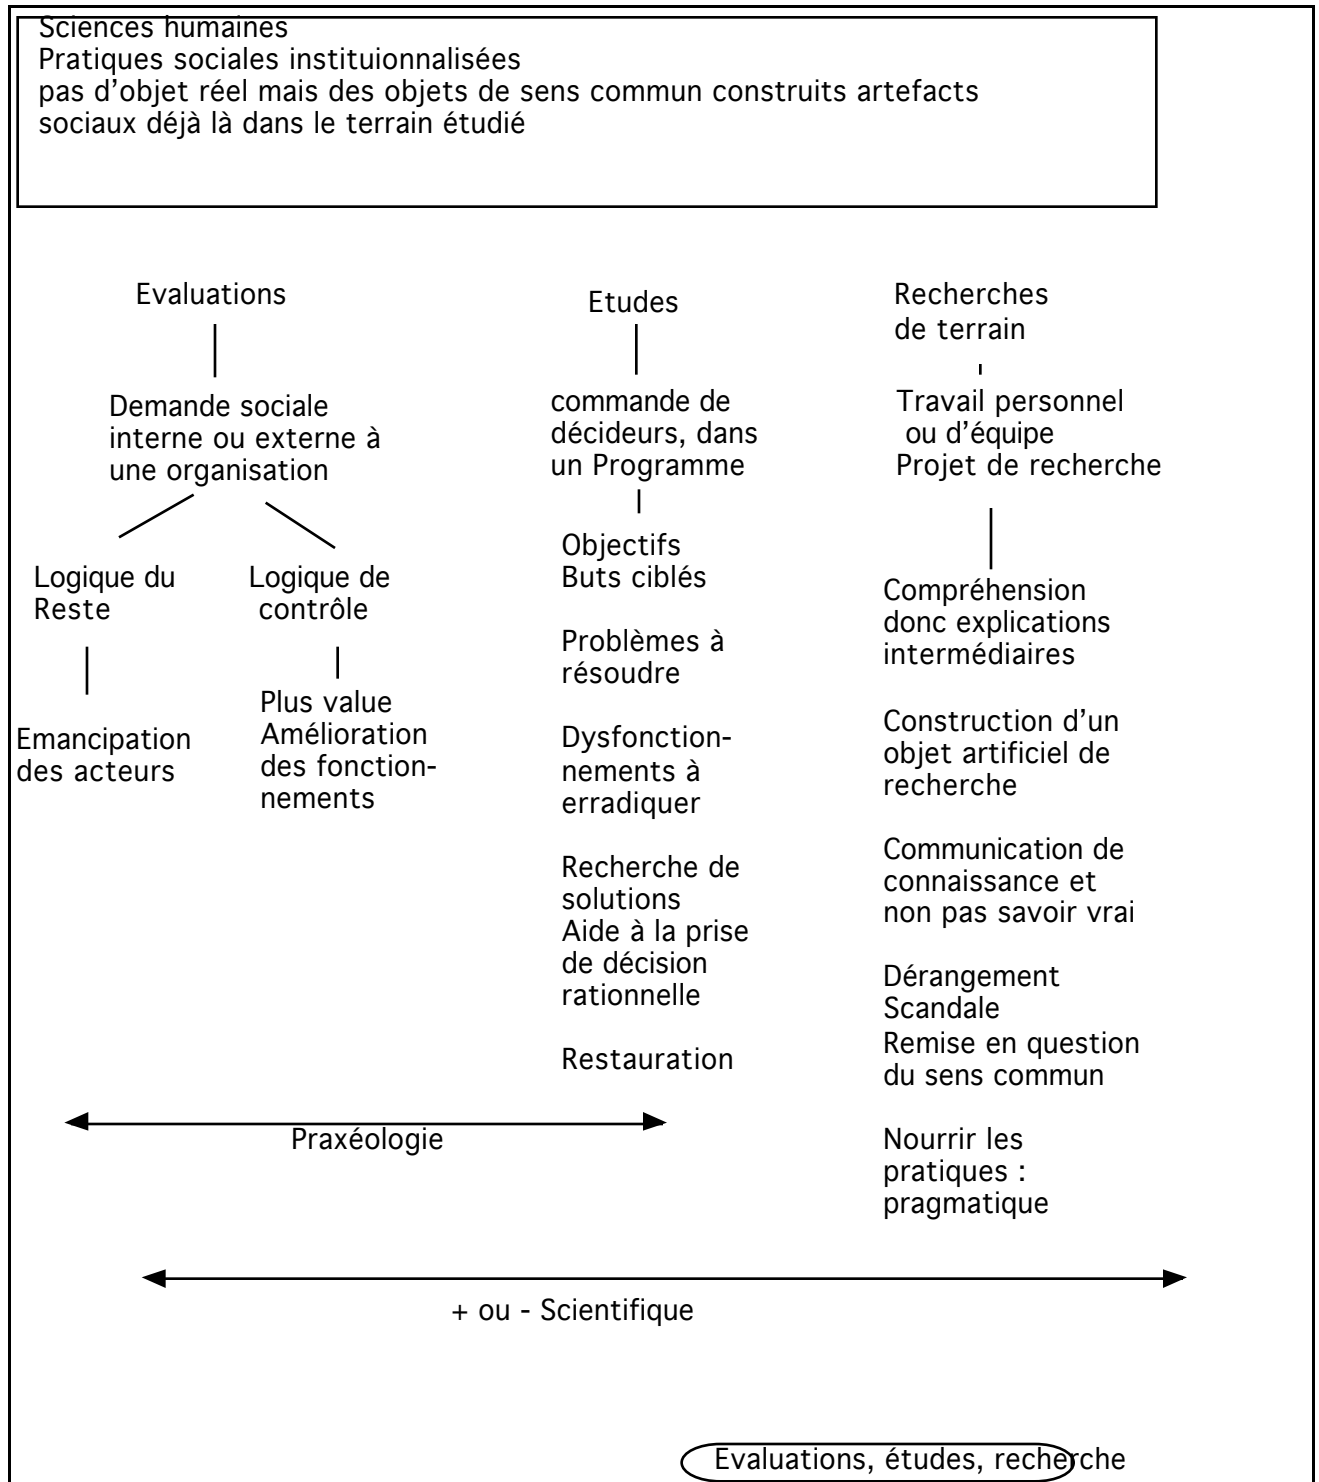 Sciences humaines
Pratiques sociales instituionnalisées
pas d'objet réel mais des objets de sens commun construits artefacts
sociaux déjà là dans le terrain étudié
Evaluations
Demande sociale
interne ou externe à
une organisation
Logique du
Reste
Emancipation
des acteurs
Logique de
contrôle
Plus value
Amélioration
des fonction-
nements
Etudes
commande de
décideurs, dans
un Programme
Objectifs
Buts ciblés
Problèmes à
résoudre
Dysfonction-
nements à
erradiquer
Recherche de
solutions
Aide à la prise
de décision
rationnelle
Restauration
Recherches
de terrain
Travail personnel
ou d’équipe
Projet de recherche
Compréhension
donc explications
intermédiaires
Construction d’un
objet artificiel de
recherche
Communication de
connaissance et
non pas savoir vrai
Dérangement
Scandale
Remise en question
du sens commun
Nourrir les
pratiques :
pragmatique
Praxéologie
+ ou - Scientifique
Evaluations, études, recherche